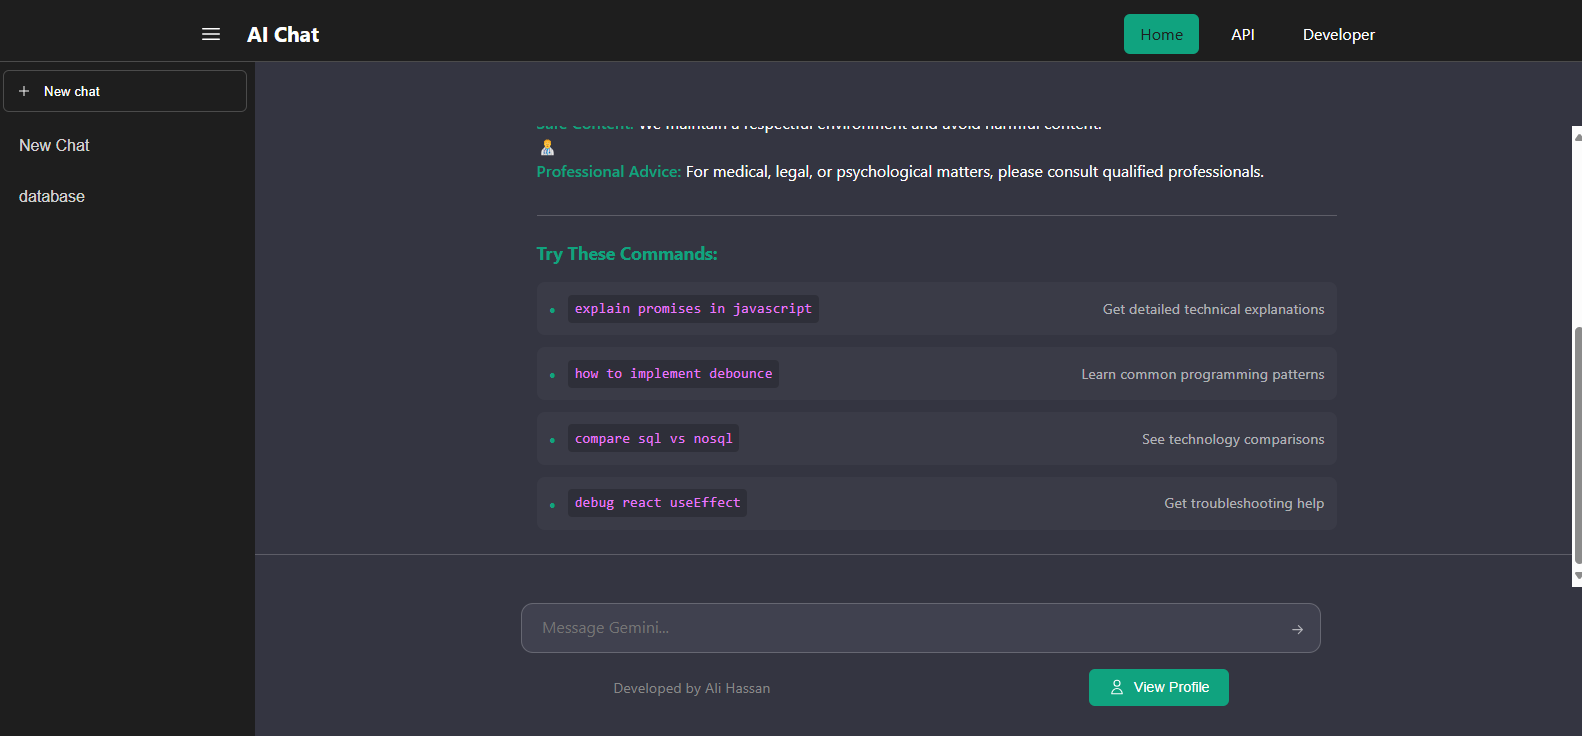 AI Chat
Home
API
Developer
New chat
New Chat
database
Safe Content: We maintain a respectful environment and avoid harmful content.
Professional Advice: For medical, legal, or psychological matters, please consult qualified professionals.
Try These Commands:
explain promises in javascript
Get detailed technical explanations
how to implement debounce
Learn common programming patterns
compare sql vs nosql
See technology comparisons
debug react useEffect
Get troubleshooting help
Message Gemini...
Developed by Ali Hassan
View Profile